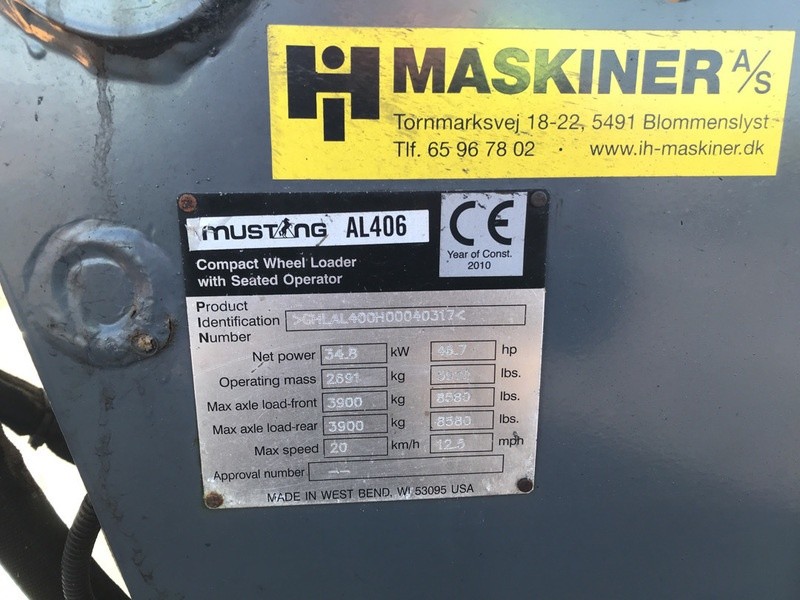 iH MASKINER A/S
Tornmarksvej 18-22, 5491 Blommenslyst
Tlf. 65 96 78 02 · www.ih-maskiner.dk
MUSTANG AL406
CE
Year of Const.
2010
Compact Wheel Loader
with Seated Operator
Product
Identification >GHLAL400H00040317<
Number
Net power 34.8 kW 46.7 hp
Operating mass 2691 kg lbs.
Max axle load-front 3900 kg 8580 lbs.
Max axle load-rear 3900 kg 8580 lbs.
Max speed 20 km/h 12.5 mph
Approval number --
MADE IN WEST BEND, WI 53095 USA